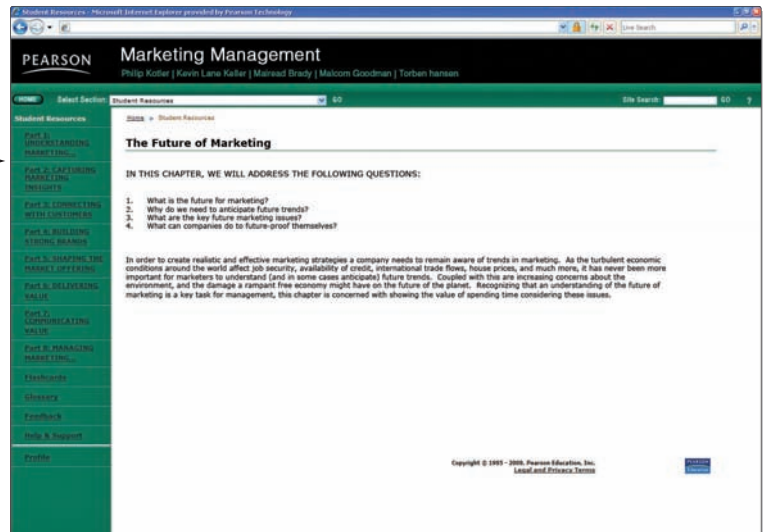 Student Resources - Microsoft Internet Explorer provided by Pearson Technology
Live Search
PEARSON
Marketing Management
Philip Kotler | Kevin Lane Keller | Mairead Brady | Malcom Goodman | Torben hansen
HOME
Select Section:
Student Resources
GO
Site Search:
GO
?
Student Resources
Part 1: UNDERSTANDING MARKETING...
Part 2: CAPTURING MARKETING INSIGHTS
Part 3: CONNECTING WITH CUSTOMERS
Part 4: BUILDING STRONG BRANDS
Part 5: SHAPING THE MARKET OFFERING
Part 6: DELIVERING VALUE
Part 7: COMMUNICATING VALUE
Part 8: MANAGING MARKETING...
Flashcards
Glossary
Feedback
Help & Support
Profile
Home > Student Resources
The Future of Marketing
IN THIS CHAPTER, WE WILL ADDRESS THE FOLLOWING QUESTIONS:
1. What is the future for marketing?
2. Why do we need to anticipate future trends?
3. What are the key future marketing issues?
4. What can companies do to future-proof themselves?
In order to create realistic and effective marketing strategies a company needs to remain aware of trends in marketing. As the turbulent economic
conditions around the world affect job security, availability of credit, international trade flows, house prices, and much more, it has never been more
important for marketers to understand (and in some cases anticipate) future trends. Coupled with this are increasing concerns about the
environment, and the damage a rampant free economy might have on the future of the planet. Recognizing that an understanding of the future of
marketing is a key task for management, this chapter is concerned with showing the value of spending time considering these issues.
Copyright © 1995 - 2008, Pearson Education, Inc.
Legal and Privacy Terms
PEARSON
Education